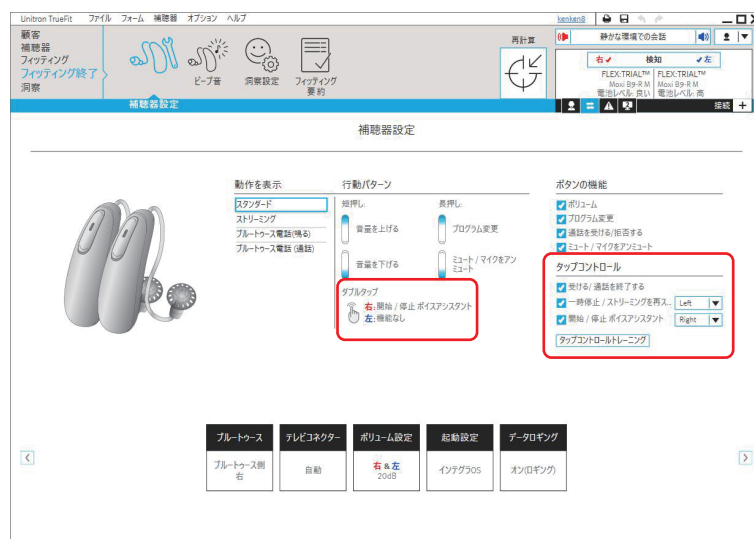 Unitron TrueFit ファイル フォーム 補聴器 オプション ヘルプ
kenken8
顧客
補聴器
フィッティング
フィッティング終了
洞察
補聴器設定
ビープ音
洞察設定
フィッティング
要約
再計算
静かな環境での会話
右 検知 左
FLEX:TRIAL™ FLEX:TRIAL™
Moxi B9-R M Moxi B9-R M
電池レベル: 良い 電池レベル: 高
接続 +
補聴器設定
動作を表示
スタンダード
ストリーミング
ブルートゥース電話(鳴る)
ブルートゥース電話 (通話)
行動パターン
短押し: 長押し:
音量を上げる プログラム変更
音量を下げる ミュート / マイクをアン
ミュート
ダブルタップ
右:開始 / 停止 ボイスアシスタント
左:機能なし
ボタンの機能
ボリューム
プログラム変更
通話を受ける/拒否する
ミュート / マイクをアンミュート
タップコントロール
受ける/ 通話を終了する
一時停止 / ストリーミングを再ス.. Left
開始 / 停止 ボイスアシスタント Right
タップコントロールトレーニング
ブルートゥース テレビコネクター ボリューム設定 起動設定 データロギング
ブルートゥース側
右
自動
右 & 左
20dB
インテグラOS
オン(ロギング)